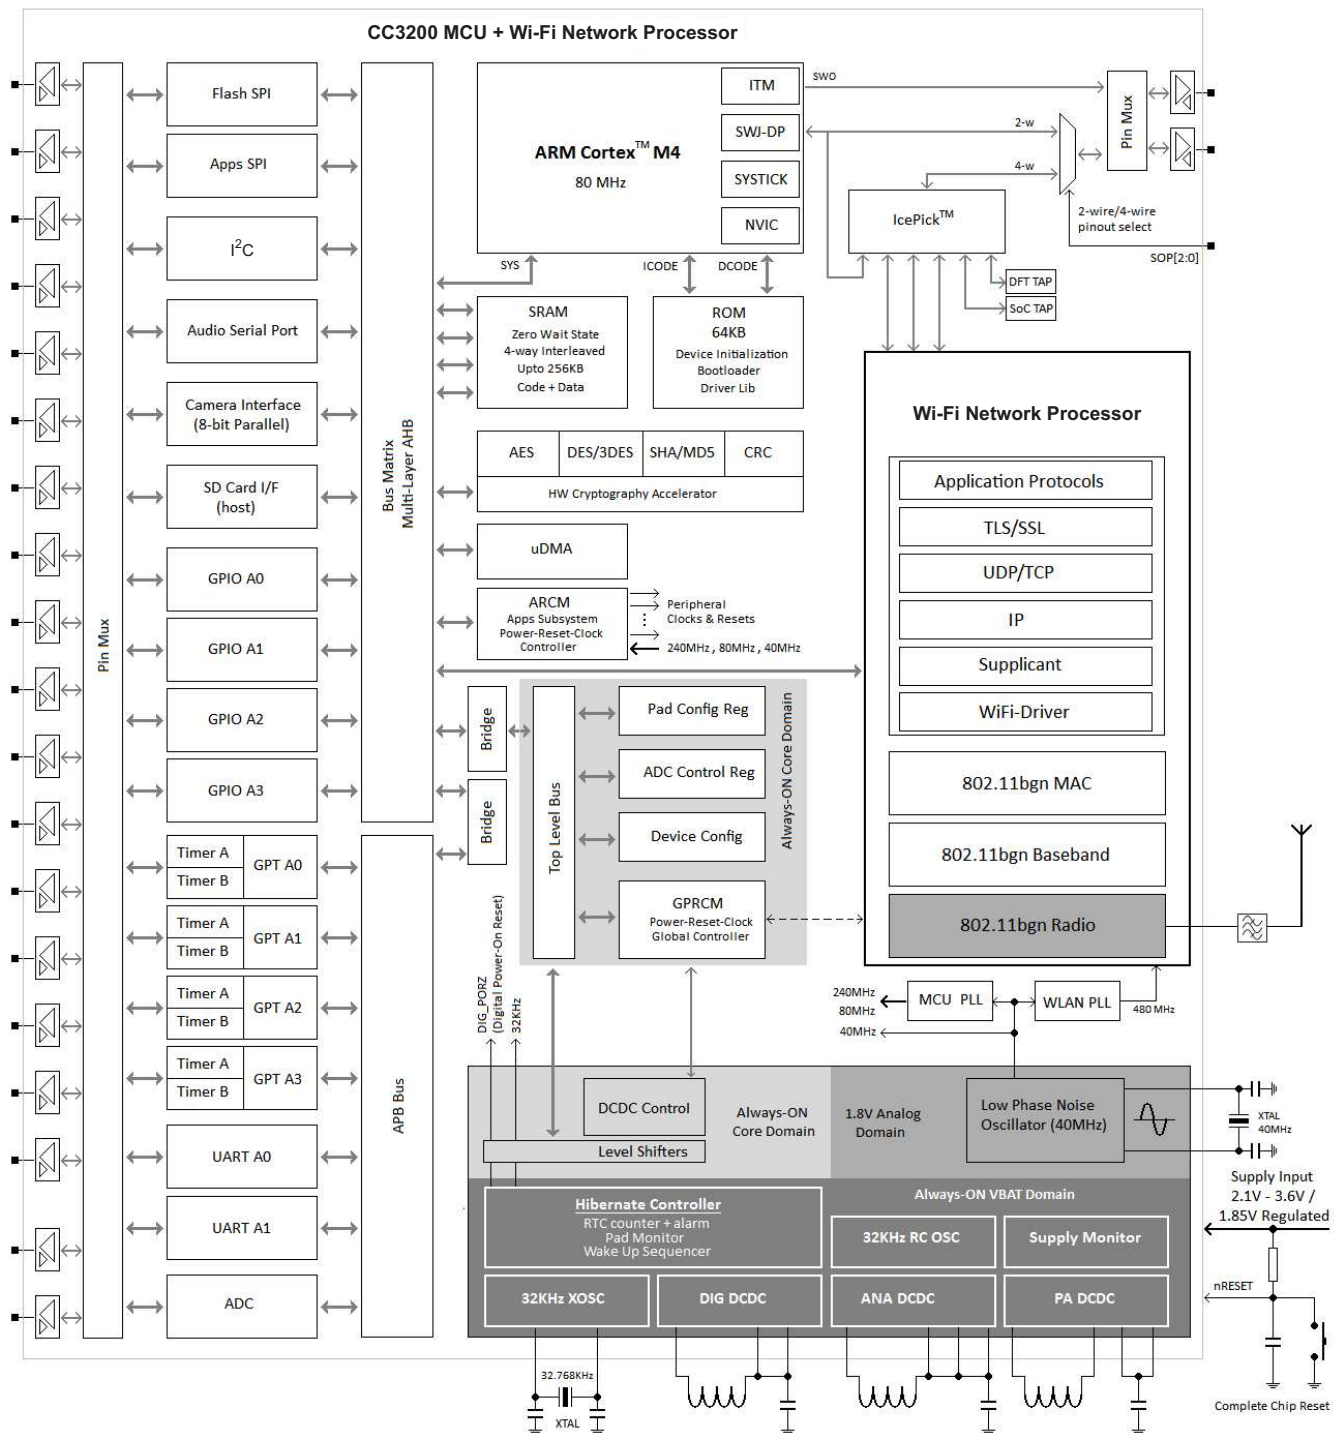 CC3200 MCU + Wi-Fi Network Processor
Pin Mux
Flash SPI
Apps SPI
I²C
Audio Serial Port
Camera Interface
(8-bit Parallel)
SD Card I/F
(host)
GPIO A0
GPIO A1
GPIO A2
GPIO A3
Timer A
Timer B
GPT A0
Timer A
Timer B
GPT A1
Timer A
Timer B
GPT A2
Timer A
Timer B
GPT A3
UART A0
UART A1
ADC
Bus Matrix
Multi-Layer AHB
APB Bus
ARM Cortex™ M4
80 MHz
ITM
SWJ-DP
SYSTICK
NVIC
SWO
2-w
4-w
Pin Mux
2-wire/4-wire
pinout select
SOP[2:0]
IcePick™
DFT TAP
SoC TAP
SYS
ICODE
DCODE
SRAM
Zero Wait State
4-way Interleaved
Upto 256KB
Code + Data
ROM
64KB
Device Initialization
Bootloader
Driver Lib
AES
DES/3DES
SHA/MD5
CRC
HW Cryptography Accelerator
uDMA
ARCM
Apps Subsystem
Power-Reset-Clock
Controller
Peripheral
Clocks & Resets
240MHz , 80MHz , 40MHz
Bridge
Bridge
Top Level Bus
Pad Config Reg
ADC Control Reg
Device Config
GPRCM
Power-Reset-Clock
Global Controller
Always-ON Core Domain
Wi-Fi Network Processor
Application Protocols
TLS/SSL
UDP/TCP
IP
Supplicant
WiFi-Driver
802.11bgn MAC
802.11bgn Baseband
802.11bgn Radio
DIG_PORZ
(Digital Power-On Reset)
32KHz
240MHz
80MHz
40MHz
MCU PLL
WLAN PLL
480 MHz
DCDC Control
Level Shifters
Always-ON
Core Domain
1.8V Analog
Domain
Low Phase Noise
Oscillator (40MHz)
XTAL
40MHz
Hibernate Controller
RTC counter + alarm
Pad Monitor
Wake Up Sequencer
Always-ON VBAT Domain
32KHz RC OSC
Supply Monitor
32KHz XOSC
DIG DCDC
ANA DCDC
PA DCDC
Supply Input
2.1V - 3.6V /
1.85V Regulated
nRESET
32.768KHz
XTAL
Complete Chip Reset